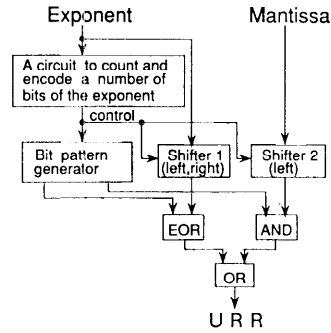 Exponent
Mantissa
A circuit to count and
encode a number of
bits of the exponent
control
Bit pattern
generator
Shifter 1
(left,right)
Shifter 2
(left)
EOR
AND
OR
U R R